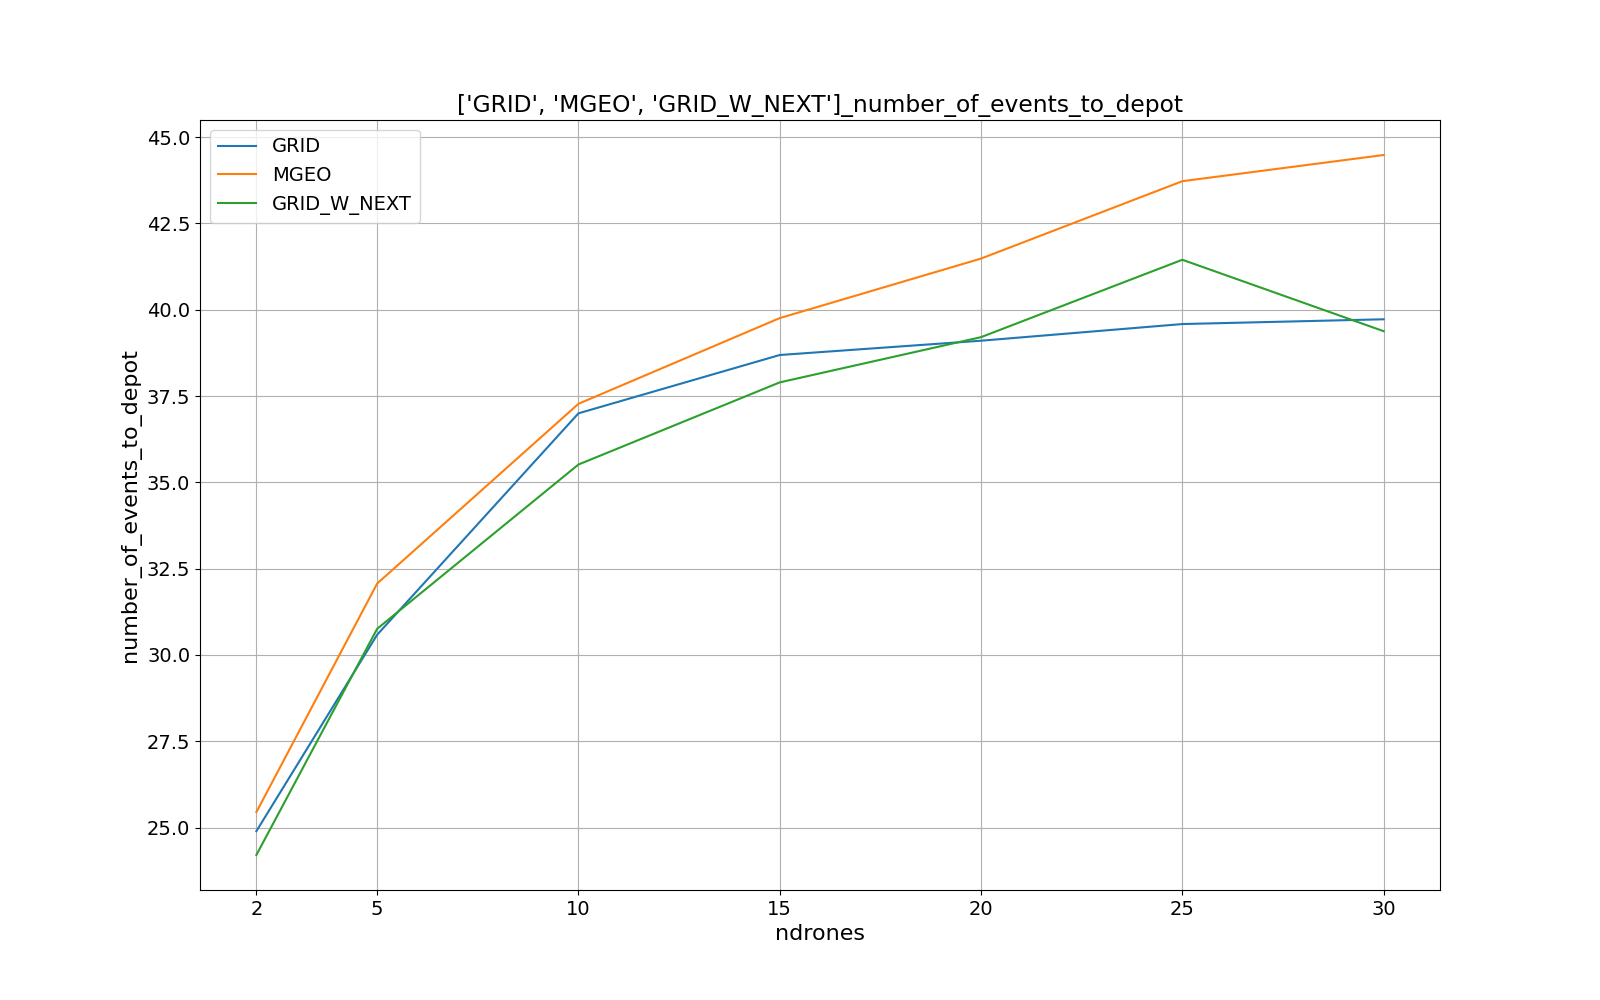 ['GRID', 'MGEO', 'GRID_W_NEXT']_number_of_events_to_depot
GRID
MGEO
GRID_W_NEXT
number_of_events_to_depot
45.0
42.5
40.0
37.5
35.0
32.5
30.0
27.5
25.0
2 5 10 15 20 25 30
ndrones